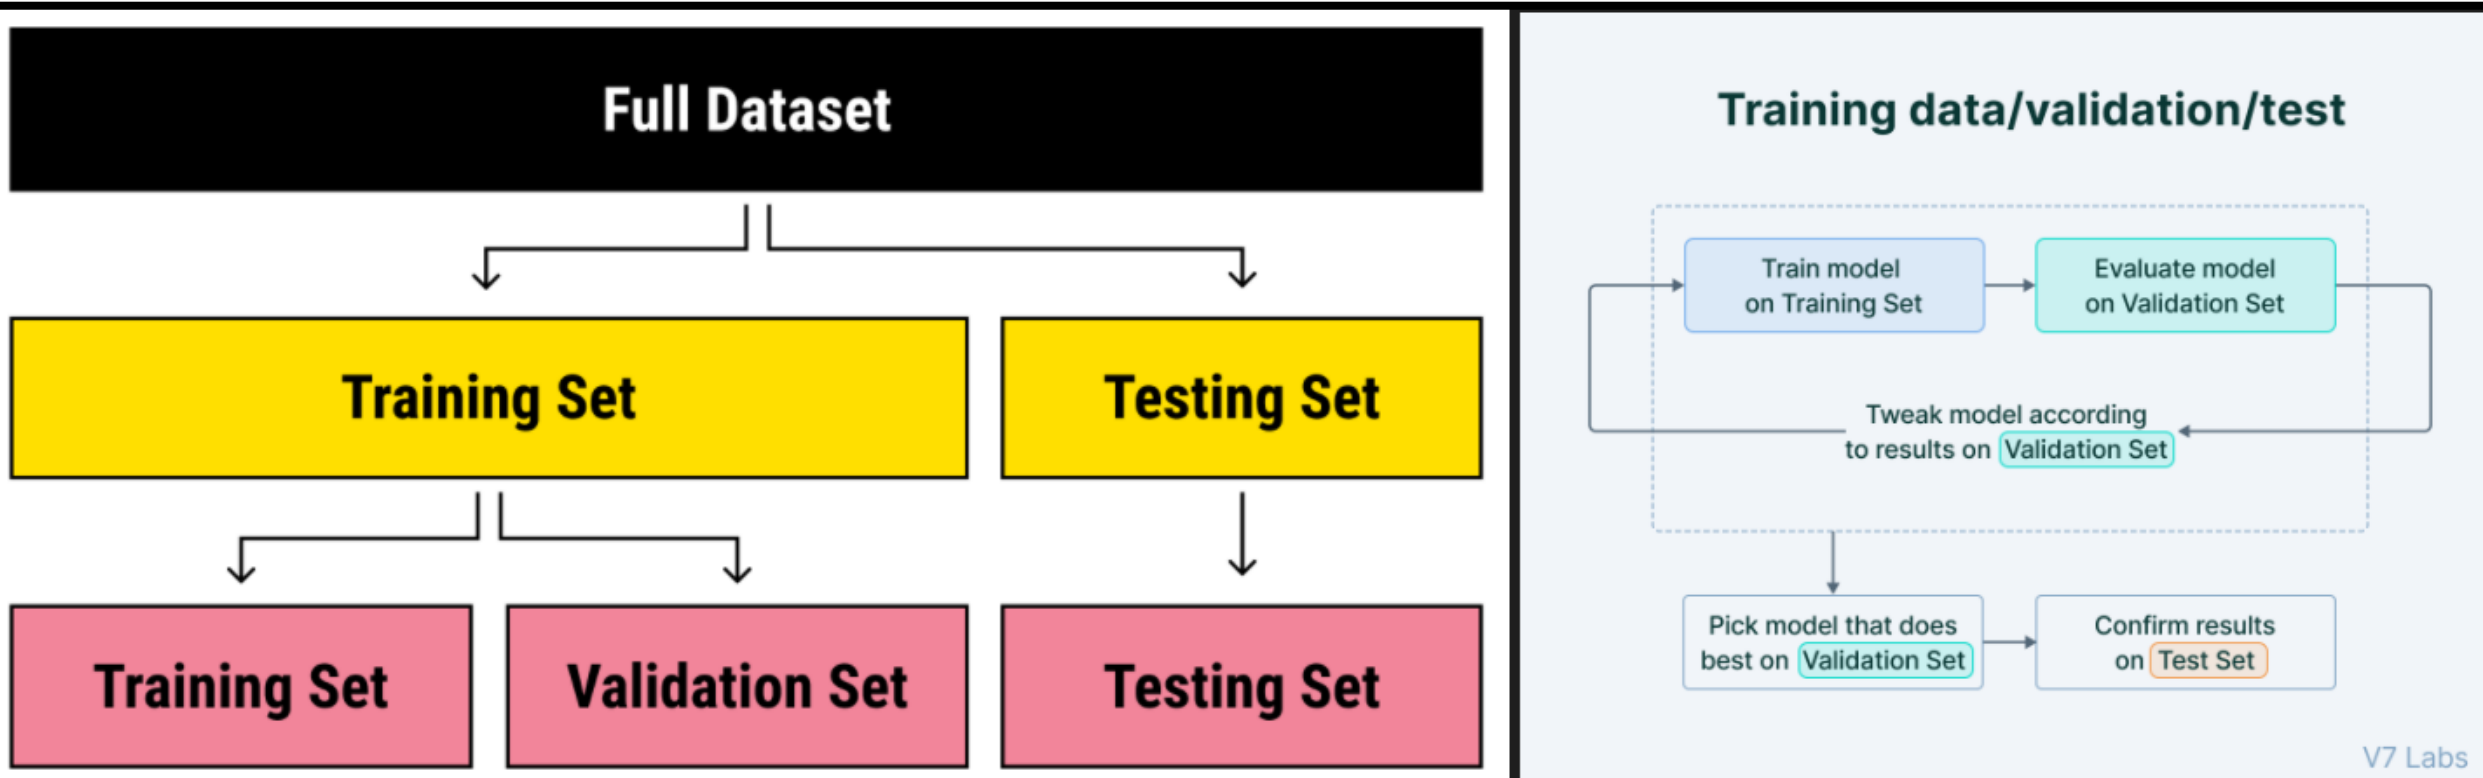 Full Dataset
Training Set
Testing Set
Training Set
Validation Set
Testing Set
Training data/validation/test
Train model
on Training Set
Evaluate model
on Validation Set
Tweak model according
to results on Validation Set
Pick model that does
best on Validation Set
Confirm results
on Test Set
V7 Labs